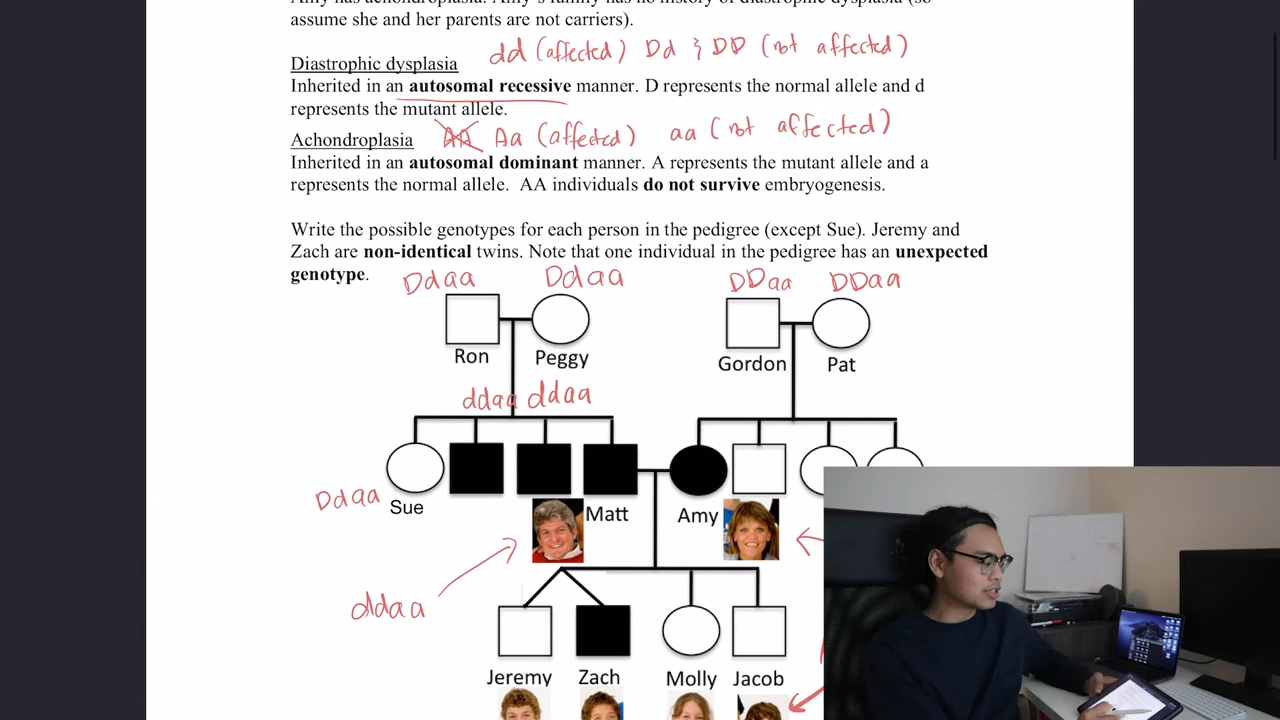 Amy has achondroplasia. Amy's family has no history of diastrophic dysplasia (so
assume she and her parents are not carriers).
dd (affected) Dd & DD (not affected)
Diastrophic dysplasia
Inherited in an autosomal recessive manner. D represents the normal allele and d
represents the mutant allele.
Achondroplasia AA Aa (affected) aa (not affected)
Inherited in an autosomal dominant manner. A represents the mutant allele and a
represents the normal allele. AA individuals do not survive embryogenesis.
Write the possible genotypes for each person in the pedigree (except Sue). Jeremy and
Zach are non-identical twins. Note that one individual in the pedigree has an unexpected
genotype.
Ddaa Ddaa DDaa DDaa
Ron Peggy Gordon Pat
ddaa ddaa
Ddaa Sue Matt Amy
ddaa
Jeremy Zach Molly Jacob